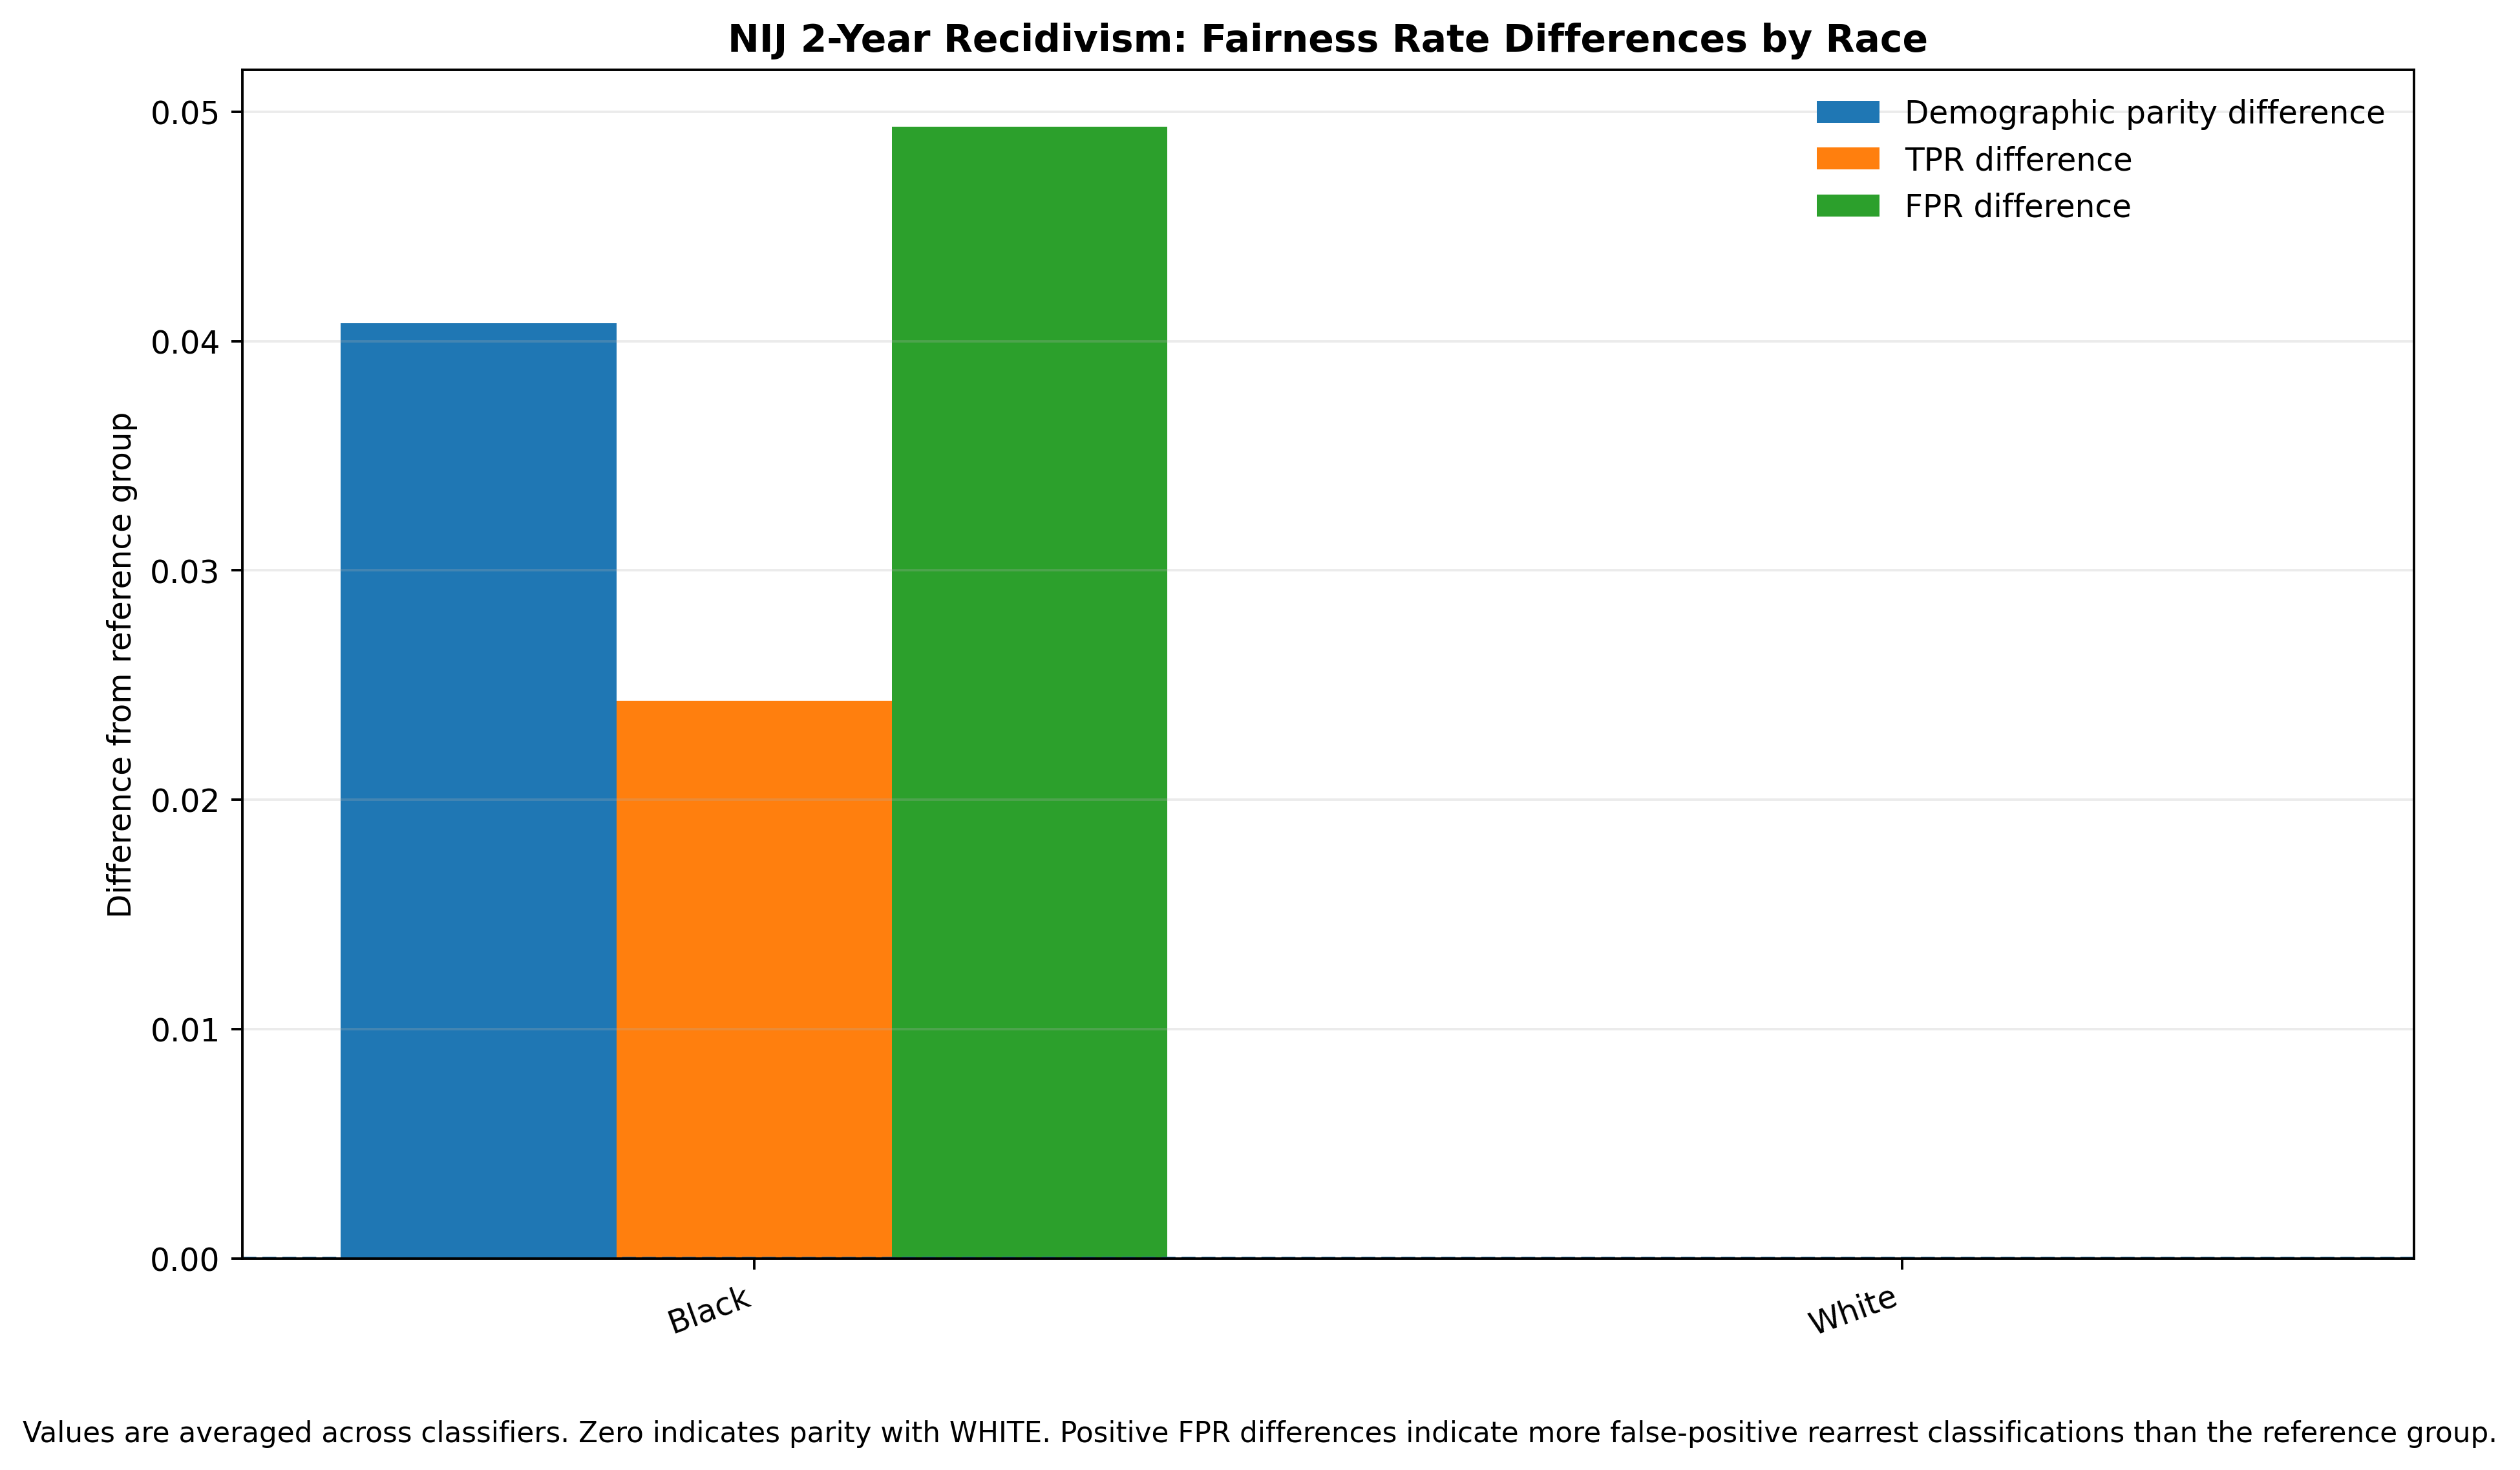 NIJ 2-Year Recidivism: Fairness Rate Differences by Race
Demographic parity difference
TPR difference
FPR difference
Difference from reference group
0.05
0.04
0.03
0.02
0.01
0.00
Black
White
Values are averaged across classifiers. Zero indicates parity with WHITE. Positive FPR differences indicate more false-positive rearrest classifications than the reference group.